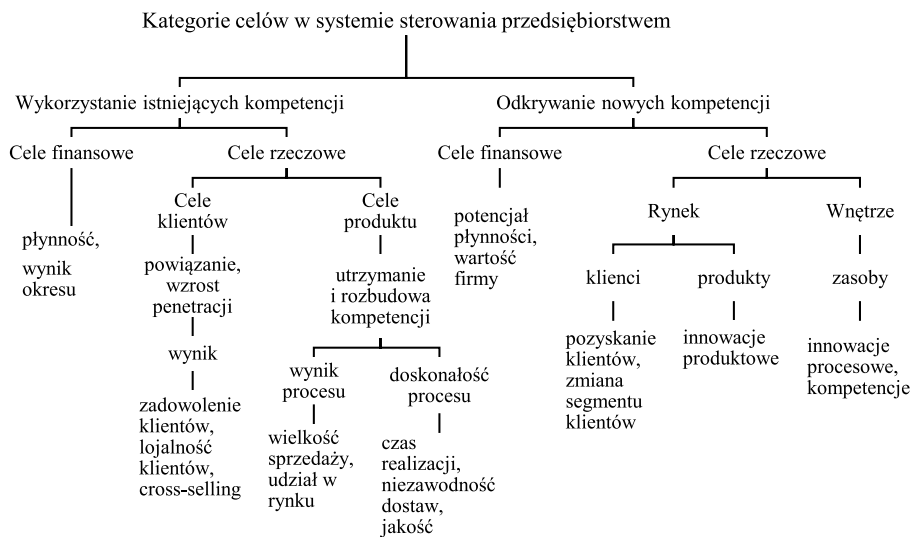 Kategorie celów w systemie sterowania przedsiębiorstwem
Wykorzystanie istniejących kompetencji
Odkrywanie nowych kompetencji
Cele finansowe
Cele rzeczowe
Cele finansowe
Cele rzeczowe
płynność,
wynik
okresu
Cele
klientów
powiązanie,
wzrost
penetracji
wynik
zadowolenie
klientów,
lojalność
klientów,
cross-selling
Cele
produktu
utrzymanie
i rozbudowa
kompetencji
wynik
procesu
wielkość
sprzedaży,
udział w
rynku
doskonałość
procesu
czas
realizacji,
niezawodność
dostaw,
jakość
potencjał
płynności,
wartość
firmy
Rynek
klienci
pozyskanie
klientów,
zmiana
segmentu
klientów
produkty
innowacje
produktowe
Wnętrze
zasoby
innowacje
procesowe,
kompetencje